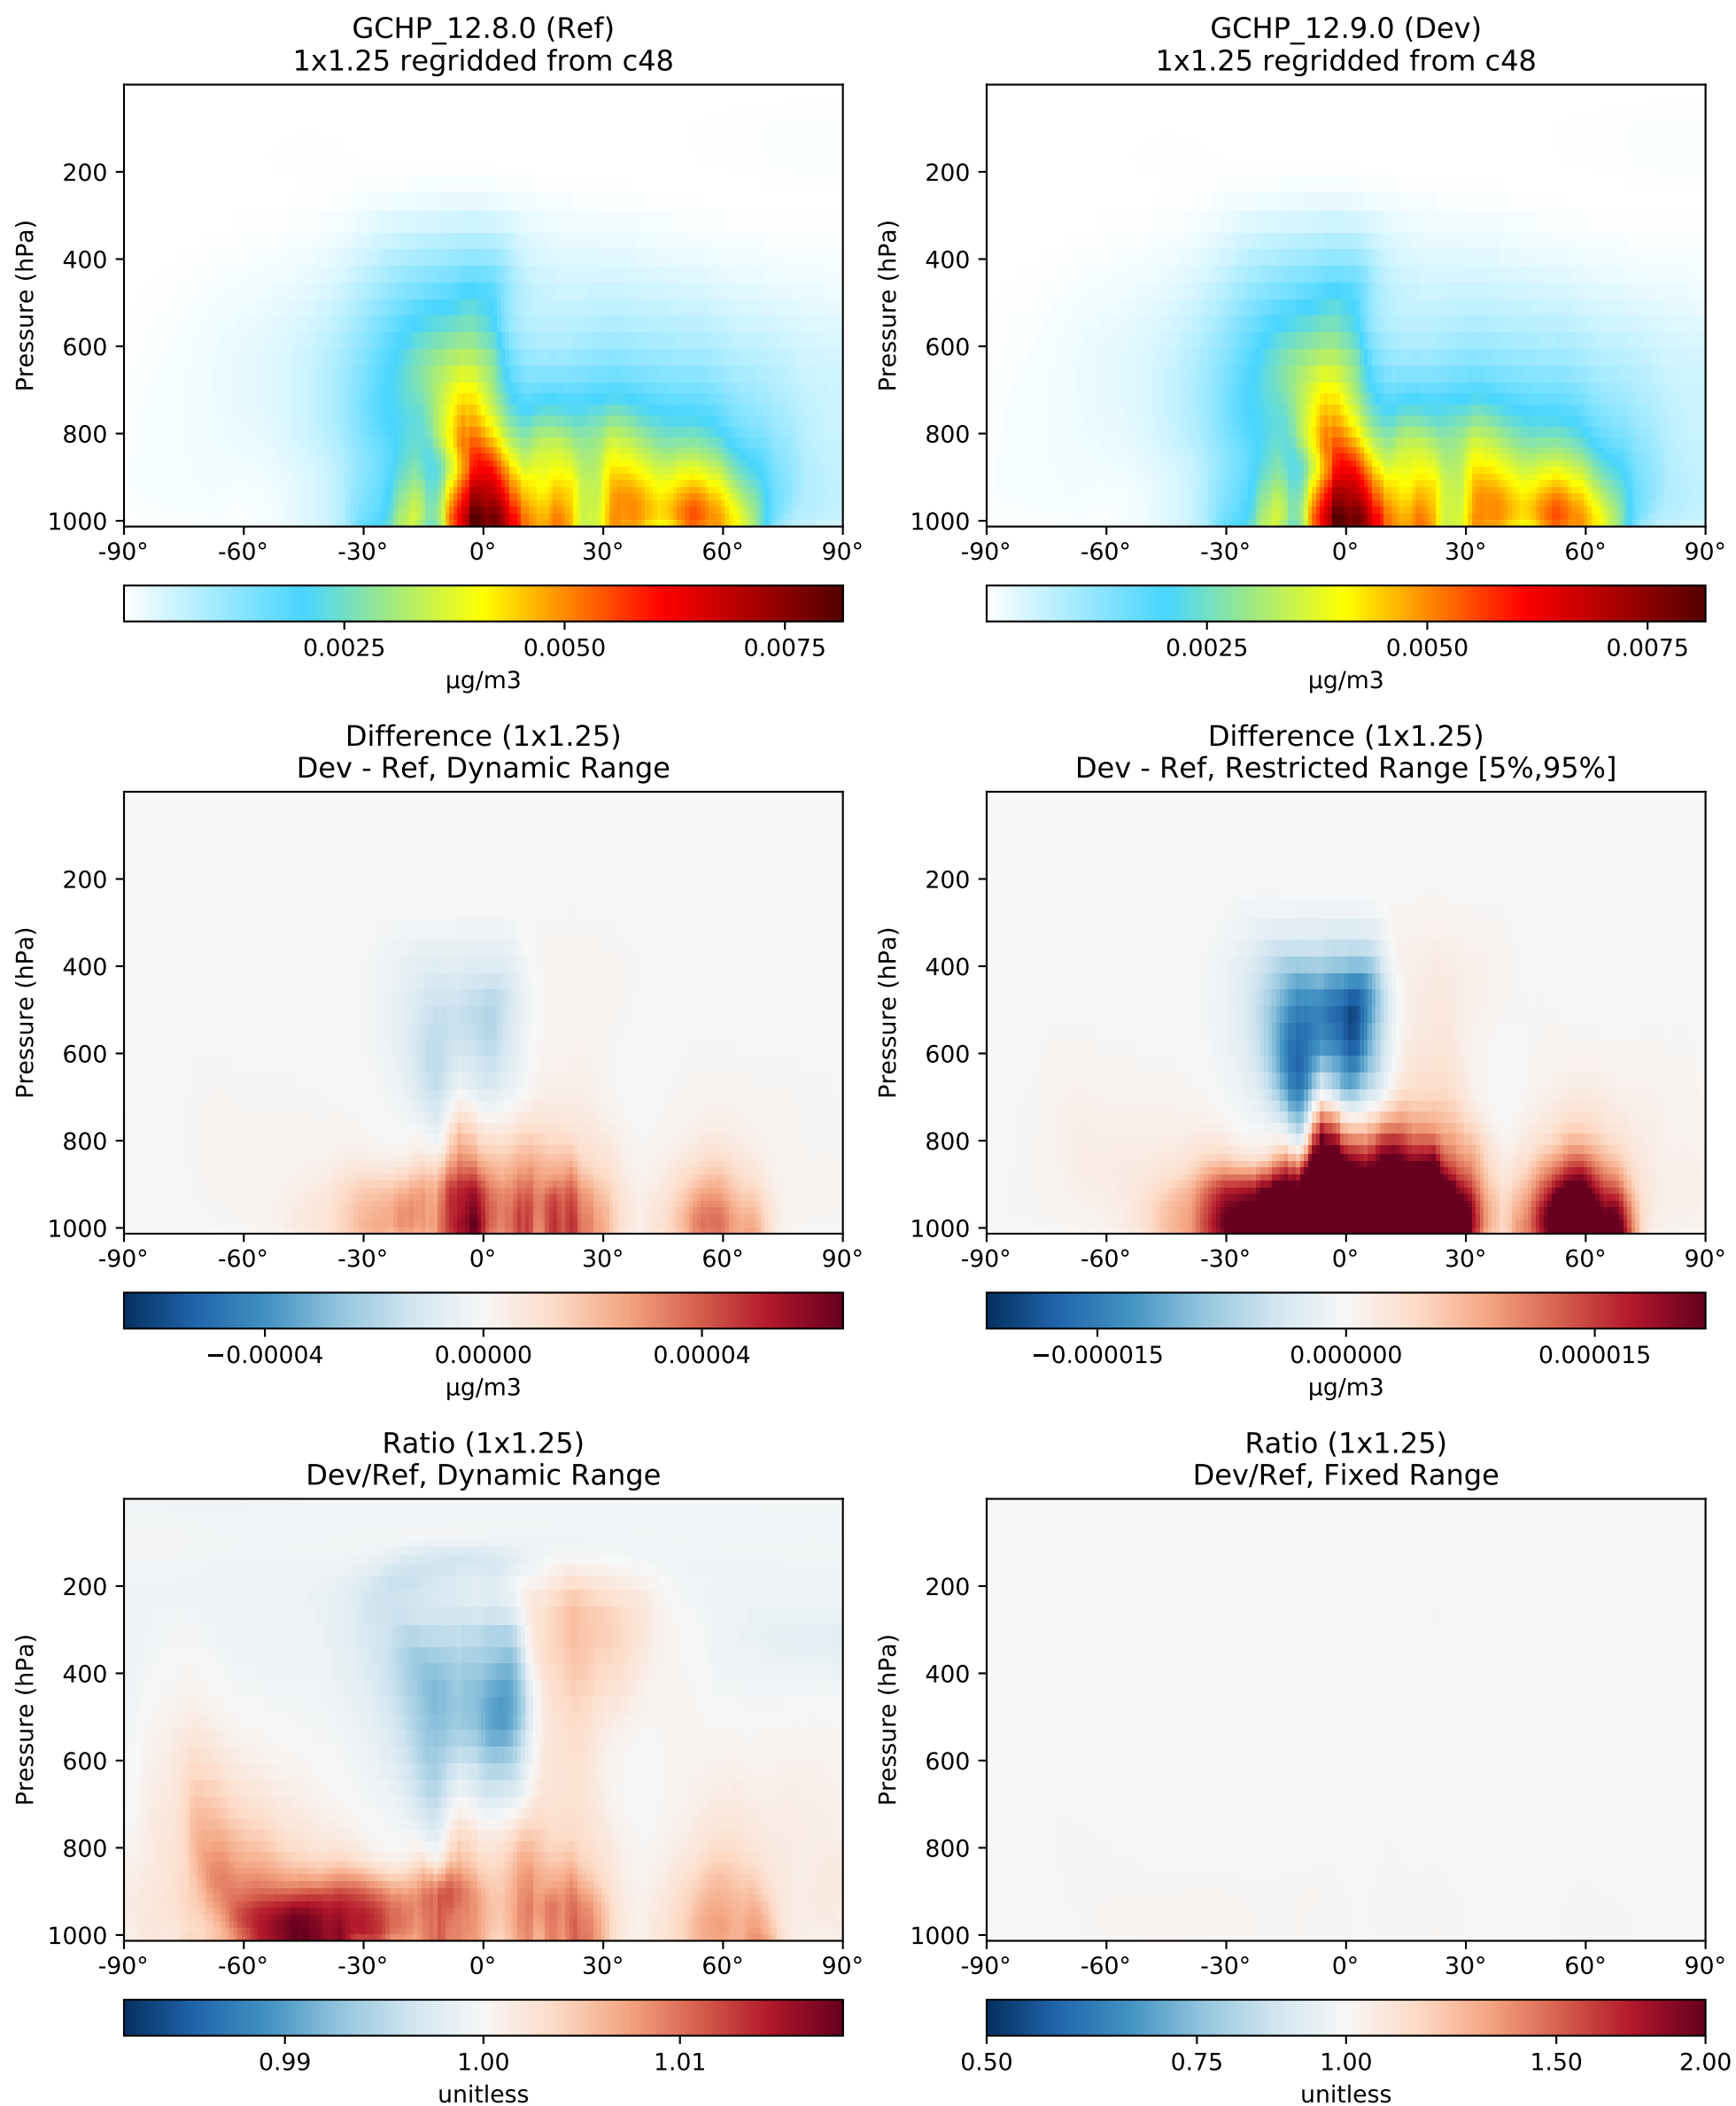 GCHP_12.8.0 (Ref)
1x1.25 regridded from c48
Pressure (hPa)
200
400
600
800
1000
-90° -60° -30° 0° 30° 60° 90°
0.0025 0.0050 0.0075
μg/m3
GCHP_12.9.0 (Dev)
1x1.25 regridded from c48
Pressure (hPa)
200
400
600
800
1000
-90° -60° -30° 0° 30° 60° 90°
0.0025 0.0050 0.0075
μg/m3
Difference (1x1.25)
Dev - Ref, Dynamic Range
Pressure (hPa)
200
400
600
800
1000
-90° -60° -30° 0° 30° 60° 90°
−0.00004 0.00000 0.00004
μg/m3
Difference (1x1.25)
Dev - Ref, Restricted Range [5%,95%]
Pressure (hPa)
200
400
600
800
1000
-90° -60° -30° 0° 30° 60° 90°
−0.000015 0.000000 0.000015
μg/m3
Ratio (1x1.25)
Dev/Ref, Dynamic Range
Pressure (hPa)
200
400
600
800
1000
-90° -60° -30° 0° 30° 60° 90°
0.99 1.00 1.01
unitless
Ratio (1x1.25)
Dev/Ref, Fixed Range
Pressure (hPa)
200
400
600
800
1000
-90° -60° -30° 0° 30° 60° 90°
0.50 0.75 1.00 1.50 2.00
unitless